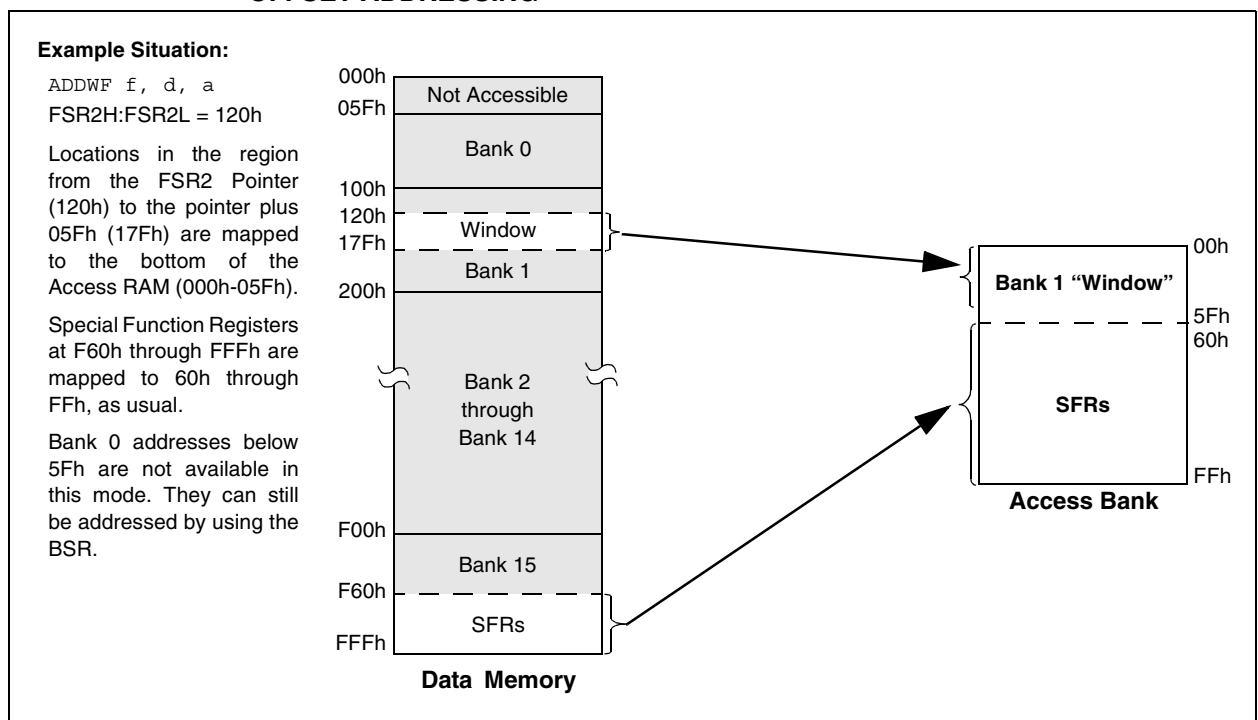 Example Situation:
ADDWF f, d, a
FSR2H:FSR2L = 120h
Locations in the region
from the FSR2 Pointer
(120h) to the pointer plus
05Fh (17Fh) are mapped
to the bottom of the
Access RAM (000h-05Fh).
Special Function Registers
at F60h through FFFh are
mapped to 60h through
FFh, as usual.
Bank 0 addresses below
5Fh are not available in
this mode. They can still
be addressed by using the
BSR.
000h
Not Accessible
05Fh
Bank 0
100h
120h
Window
17Fh
Bank 1
200h
Bank 2
through
Bank 14
F00h
Bank 15
F60h
SFRs
FFFh
Data Memory
00h
Bank 1 “Window”
5Fh
60h
SFRs
FFh
Access Bank